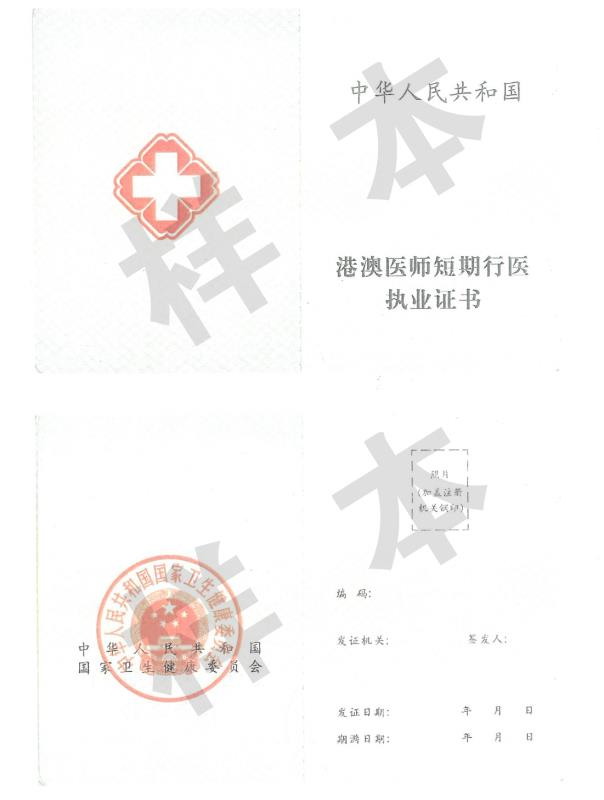 中华人民共和国
港澳医师短期行医
执业证书
样本
照片
(加盖注册
机关钢印)
编 码:
发证机关: 签发人:
中华人民共和国国家卫生健康委员会
中华人民共和国
国家卫生健康委员会
发证日期: 年 月 日
期满日期: 年 月 日
样本